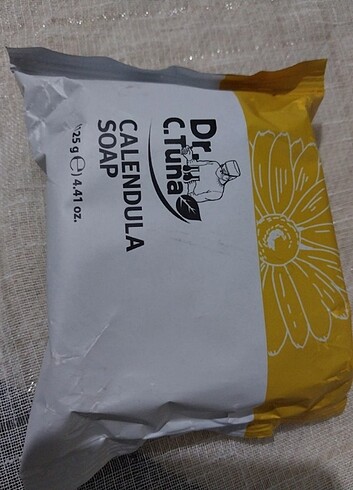 Dr.
C.Tuna
CALENDULA
SOAP
125 g ℮ 4.41 oz.